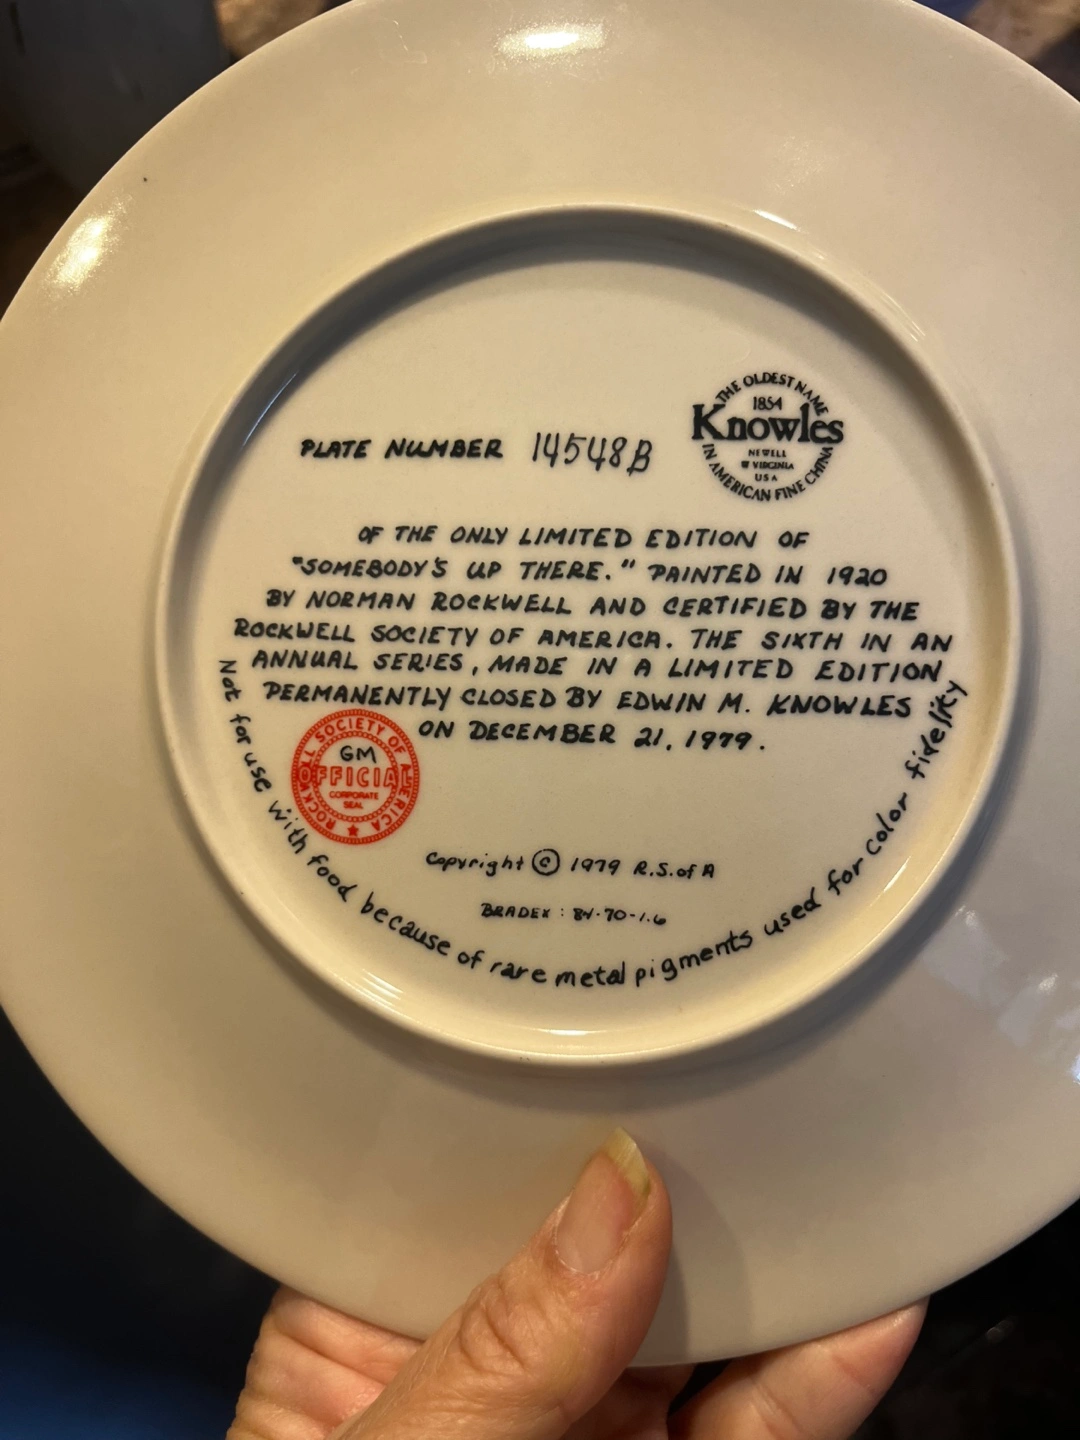 THE OLDEST NAME
1854
Knowles
NEWELL
W VIRGINIA
USA
IN AMERICAN FINE CHINA
PLATE NUMBER 14548B
OF THE ONLY LIMITED EDITION OF
"SOMEBODY'S UP THERE." PAINTED IN 1920
BY NORMAN ROCKWELL AND CERTIFIED BY THE
ROCKWELL SOCIETY OF AMERICA. THE SIXTH IN AN
ANNUAL SERIES, MADE IN A LIMITED EDITION
PERMANENTLY CLOSED BY EDWIN M. KNOWLES
ON DECEMBER 21, 1979.
ROCKWELL SOCIETY OF AMERICA
GM
OFFICIAL
CORPORATE
SEAL
Copyright © 1979 R.S.of A
BRADEX: 84-70-1.6
Not for use with food because of rare metal pigments used for color fidelity